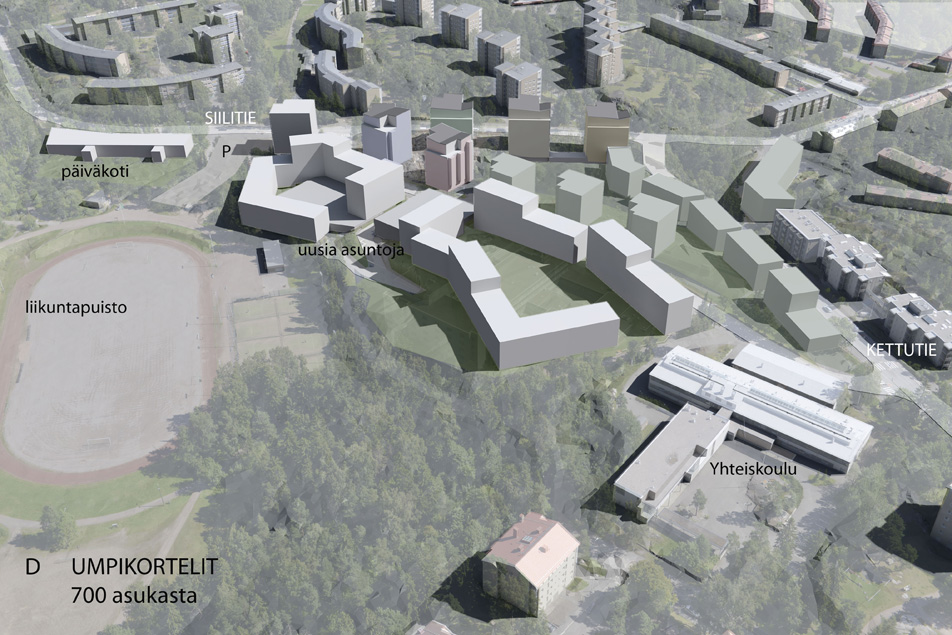 SIILITIE
P
päiväkoti
uusia asuntoja
liikuntapuisto
KETTUTIE
Yhteiskoulu
D UMPIKORTELIT
700 asukasta